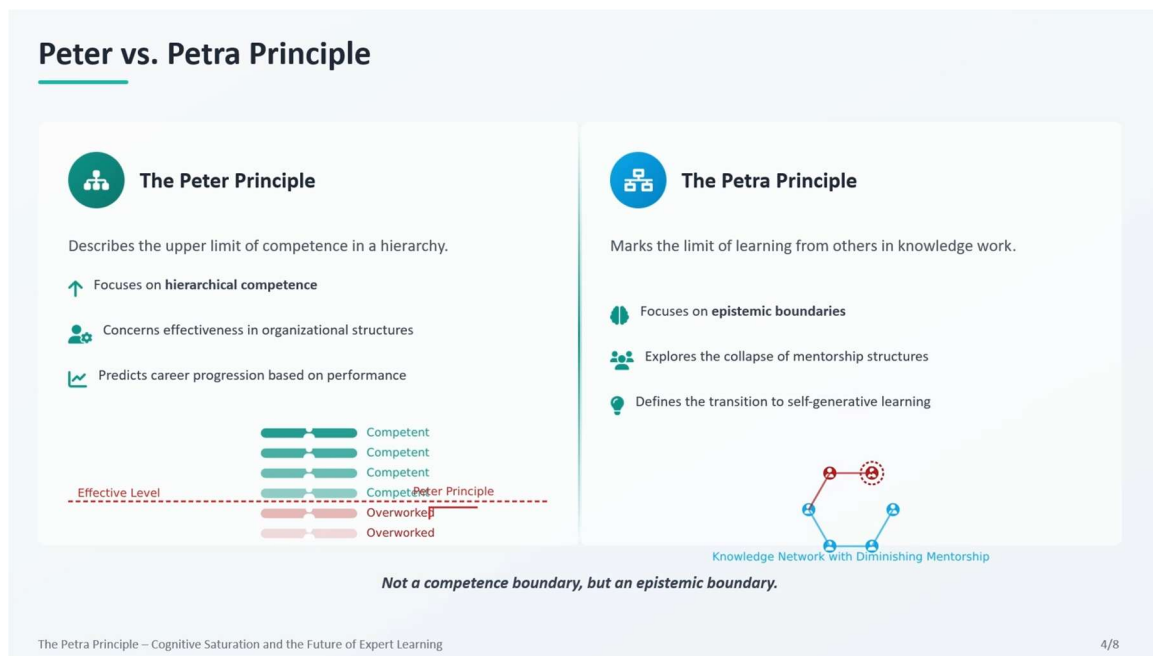 Peter vs. Petra Principle
The Peter Principle
Describes the upper limit of competence in a hierarchy.
Focuses on hierarchical competence
Concerns effectiveness in organizational structures
Predicts career progression based on performance
Competent
Competent
Competent
Effective Level
Competent
Peter Principle
Overworked
Overworked
The Petra Principle
Marks the limit of learning from others in knowledge work.
Focuses on epistemic boundaries
Explores the collapse of mentorship structures
Defines the transition to self-generative learning
Knowledge Network with Diminishing Mentorship
Not a competence boundary, but an epistemic boundary.
The Petra Principle – Cognitive Saturation and the Future of Expert Learning
4/8